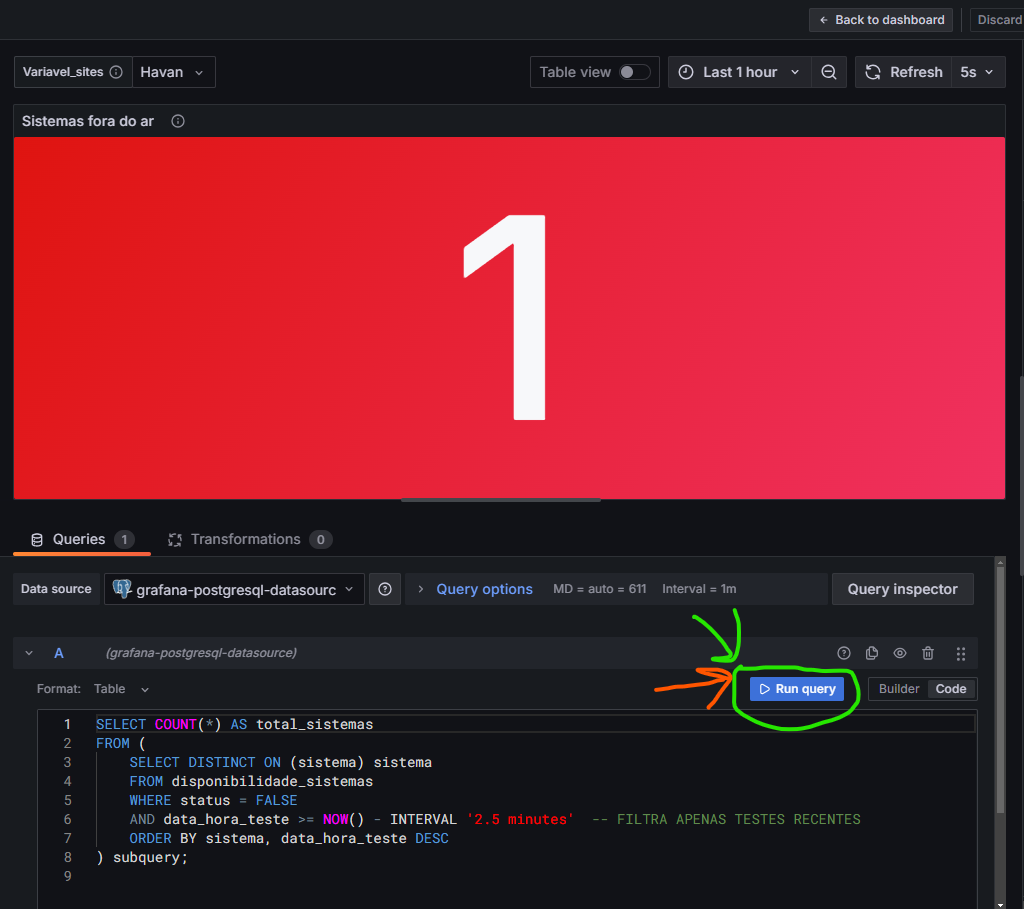 ← Back to dashboard
Discard
Variavel_sites Havan
Table view
Last 1 hour
Refresh 5s
Sistemas fora do ar
1
Queries 1
Transformations 0
Data source grafana-postgresql-datasourc
Query options MD = auto = 611 Interval = 1m
Query inspector
A (grafana-postgresql-datasource)
Format: Table
Run query
Builder Code
1 SELECT COUNT(*) AS total_sistemas
2 FROM (
3 SELECT DISTINCT ON (sistema) sistema
4 FROM disponibilidade_sistemas
5 WHERE status = FALSE
6 AND data_hora_teste >= NOW() - INTERVAL '2.5 minutes' -- FILTRA APENAS TESTES RECENTES
7 ORDER BY sistema, data_hora_teste DESC
8 ) subquery;
9